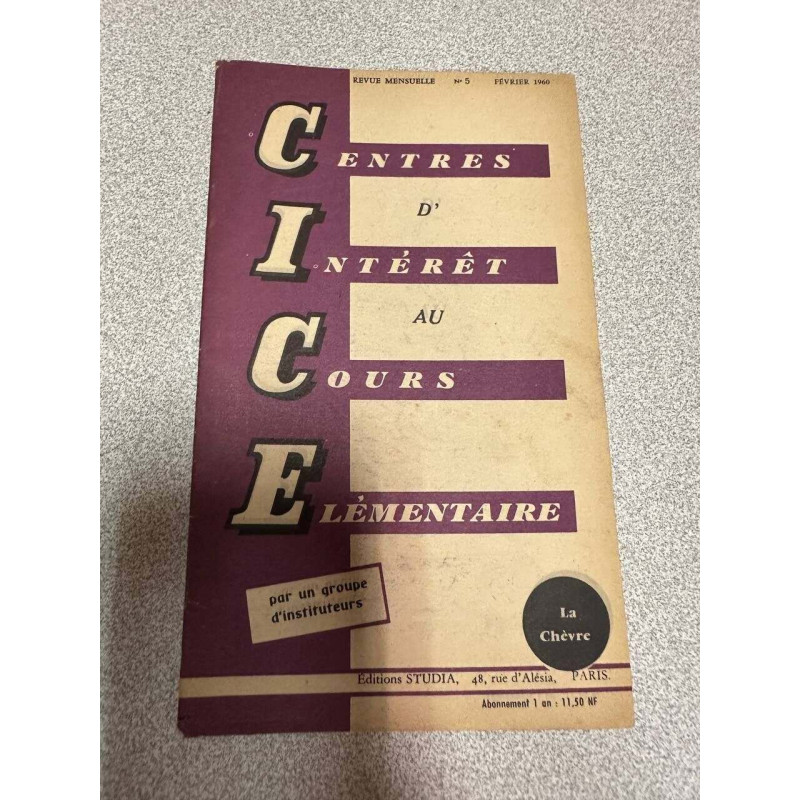 REVUE MENSUELLE N° 5 FÉVRIER 1960
CENTRES
D'
INTÉRÊT
AU
COURS
ELÉMENTAIRE
par un groupe
d'instituteurs
La
Chèvre
Éditions STUDIA, 48, rue d'Alésia, PARIS.
Abonnement 1 an : 11,50 NF